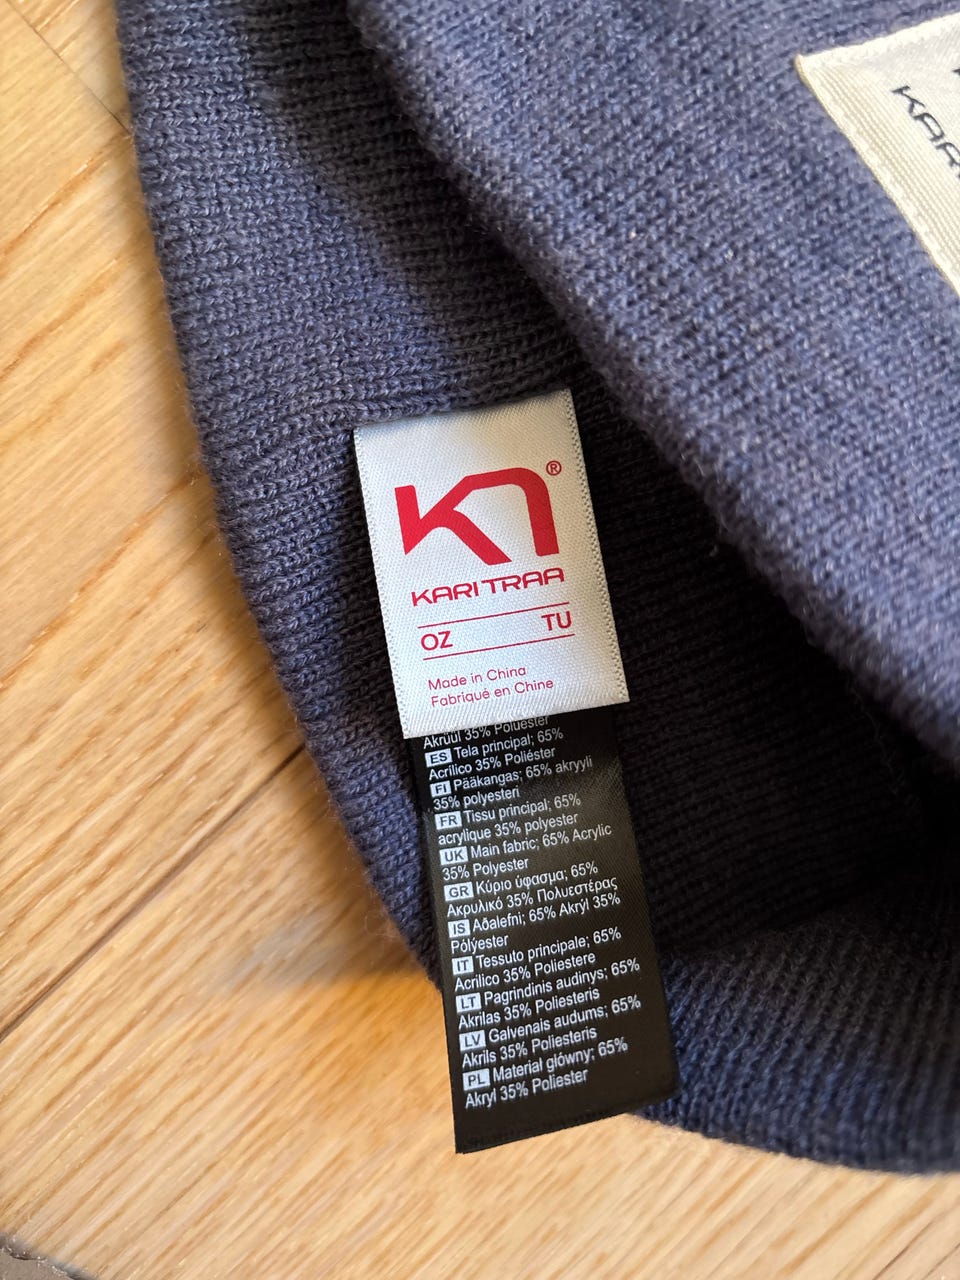 KARI
KARI TRAA
OZ TU
Made in China
Fabriqué en Chine
Akrüül 35% Polüester
ES Tela principal; 65%
Acrílico 35% Poliéster
FI Pääkangas; 65% akryyli
35% polyesteri
FR Tissu principal; 65%
acrylique 35% polyester
UK Main fabric; 65% Acrylic
35% Polyester
GR Κύριο ύφασμα; 65%
Ακρυλικό 35% Πολυεστέρας
IS Aðalefni; 65% Akrýl 35%
Pólýester
IT Tessuto principale; 65%
Acrilico 35% Poliestere
LT Pagrindinis audinys; 65%
Akrilas 35% Poliesteris
LV Galvenais audums; 65%
Akrils 35% Poliesteris
PL Materiał główny; 65%
Akryl 35% Poliester